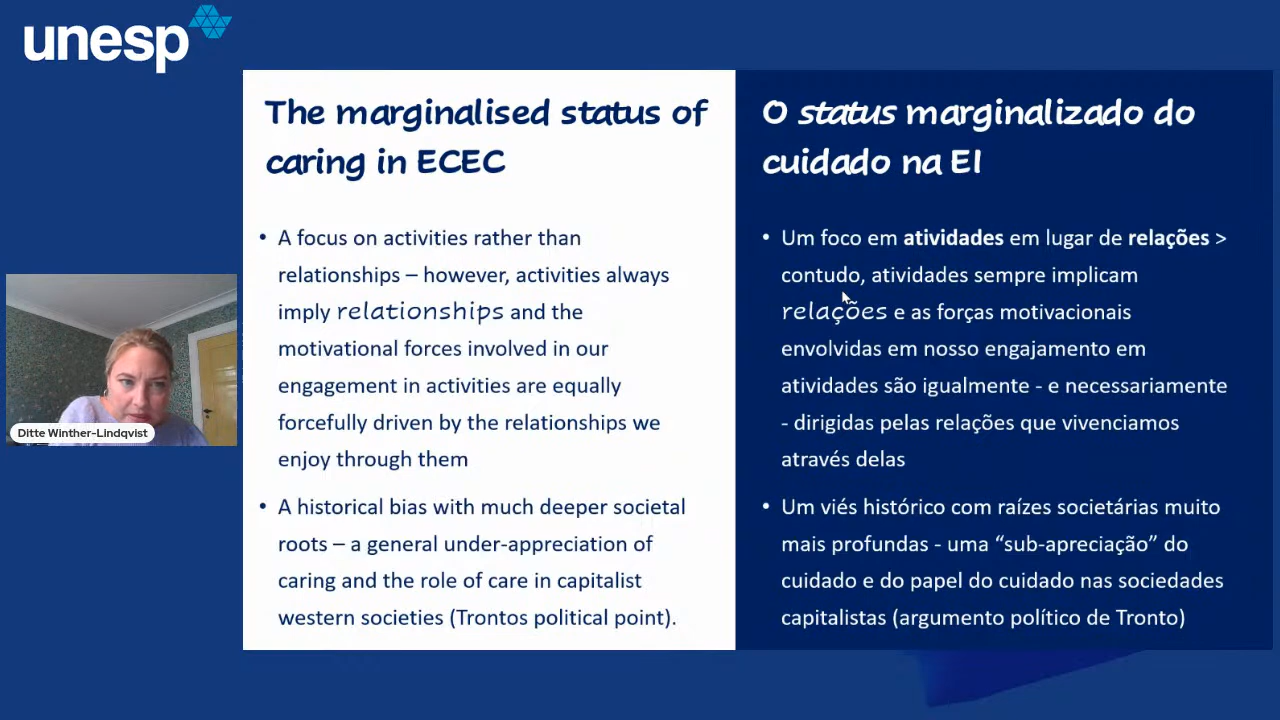 unesp
The marginalised status of
caring in ECEC
• A focus on activities rather than
relationships – however, activities always
imply relationships and the
motivational forces involved in our
engagement in activities are equally
forcefully driven by the relationships we
enjoy through them
• A historical bias with much deeper societal
roots – a general under-appreciation of
caring and the role of care in capitalist
western societies (Trontos political point).
O status marginalizado do
cuidado na EI
• Um foco em atividades em lugar de relações >
contudo, atividades sempre implicam
relações e as forças motivacionais
envolvidas em nosso engajamento em
atividades são igualmente - e necessariamente
- dirigidas pelas relações que vivenciamos
através delas
• Um viés histórico com raízes societárias muito
mais profundas - uma “sub-apreciação” do
cuidado e do papel do cuidado nas sociedades
capitalistas (argumento político de Tronto)
Ditte Winther-Lindqvist